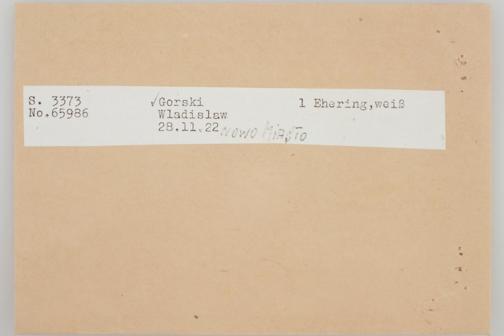 S. 3373 ✓Gorski 1 Ehering,weiß
No.65986 Wladislaw
28.11.22 NOWO MIASTO